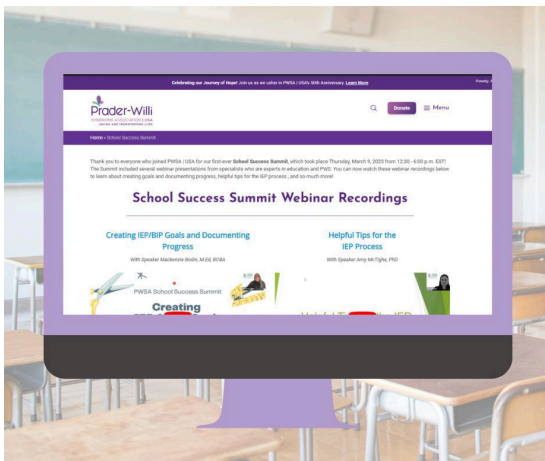 Celebrating our Journey of Hope! Join us as we usher in PWSA | USA's 50th Anniversary. Learn More
Prader-Willi
SYNDROME ASSOCIATION | USA
SAVING AND TRANSFORMING LIVES
Donate
Menu
Home » School Success Summit
Thank you to everyone who joined PWSA | USA for our first-ever School Success Summit, which took place Thursday, March 9, 2023 from 12:30 - 6:00 p.m. EST!
The Summit included several webinar presentations from specialists who are experts in education and PWS. You can now watch these webinar recordings below
to learn about creating goals and documenting progress, helpful tips for the IEP process , and so much more!
School Success Summit Webinar Recordings
Creating IEP/BIP Goals and Documenting
Progress
Helpful Tips for the
IEP Process
With Speaker Mackenzie Bodin, M.Ed, BCBA
With Speaker Amy McTighe, PhD
PWSA School Success Summit
Creating